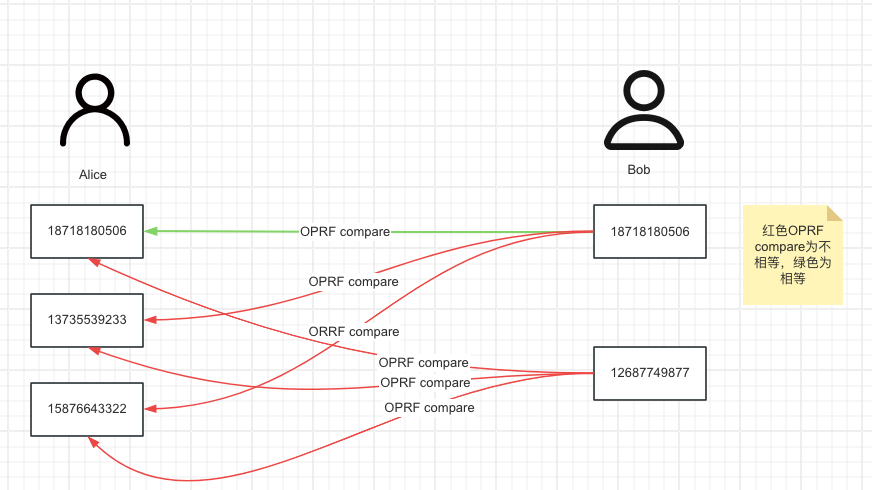 Alice
Bob
18718180506
OPRF compare
18718180506
红色OPRF
compare为不
相等，绿色为
相等
OPRF compare
13735539233
ORRF compare
OPRF compare
12687749877
OPRF compare
15876643322
OPRF compare